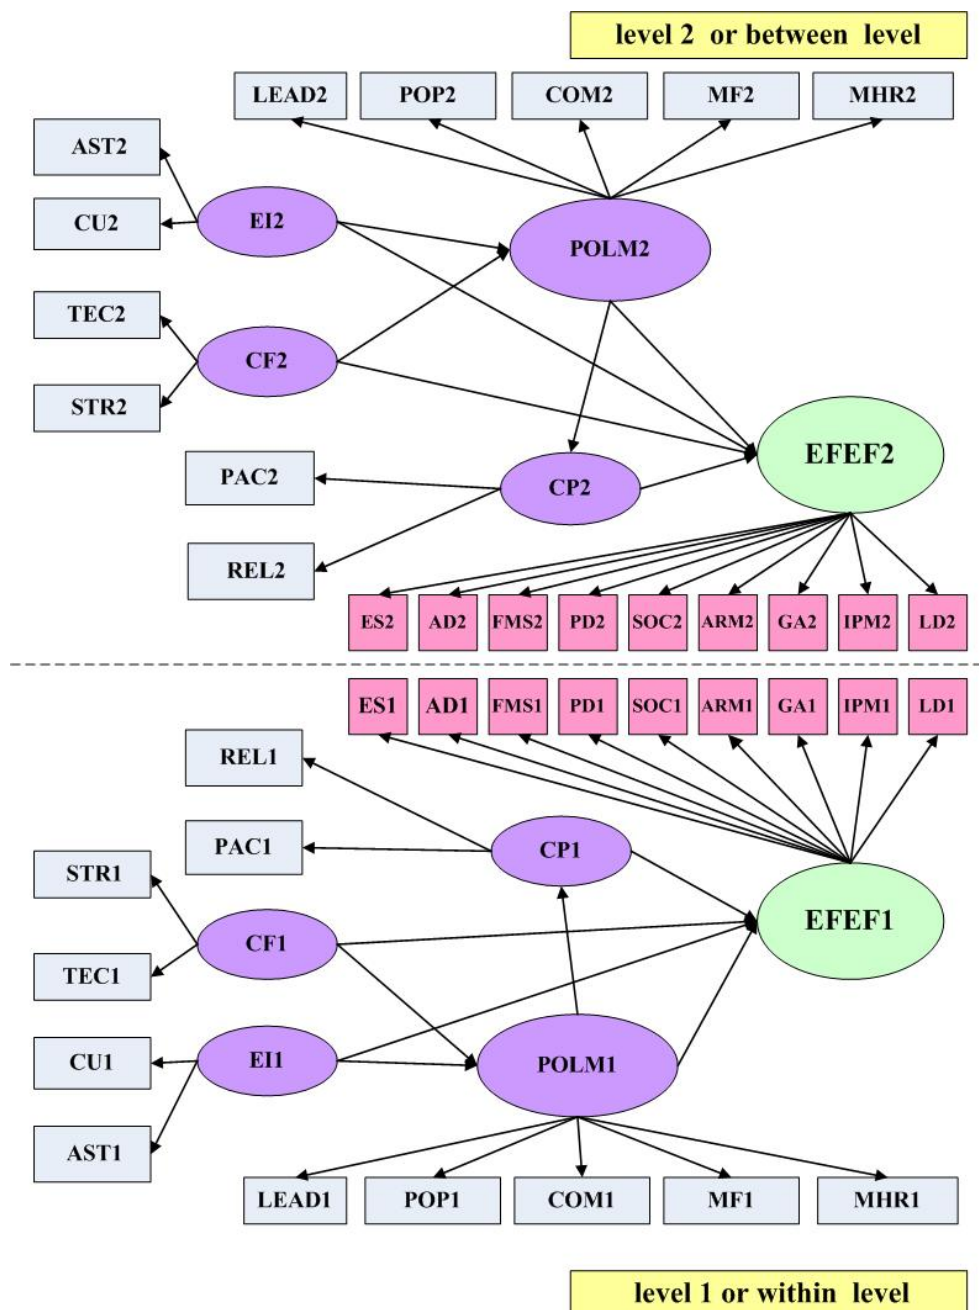 level 2 or between level
LEAD2 POP2 COM2 MF2 MHR2
AST2
CU2 EI2
POLM2
TEC2
CF2
STR2
EFEF2
PAC2
CP2
REL2
ES2 AD2 FMS2 PD2 SOC2 ARM2 GA2 IPM2 LD2
ES1 AD1 FMS1 PD1 SOC1 ARM1 GA1 IPM1 LD1
REL1
PAC1 CP1
STR1
EFEF1
CF1
TEC1
CU1 EI1 POLM1
AST1
LEAD1 POP1 COM1 MF1 MHR1
level 1 or within level